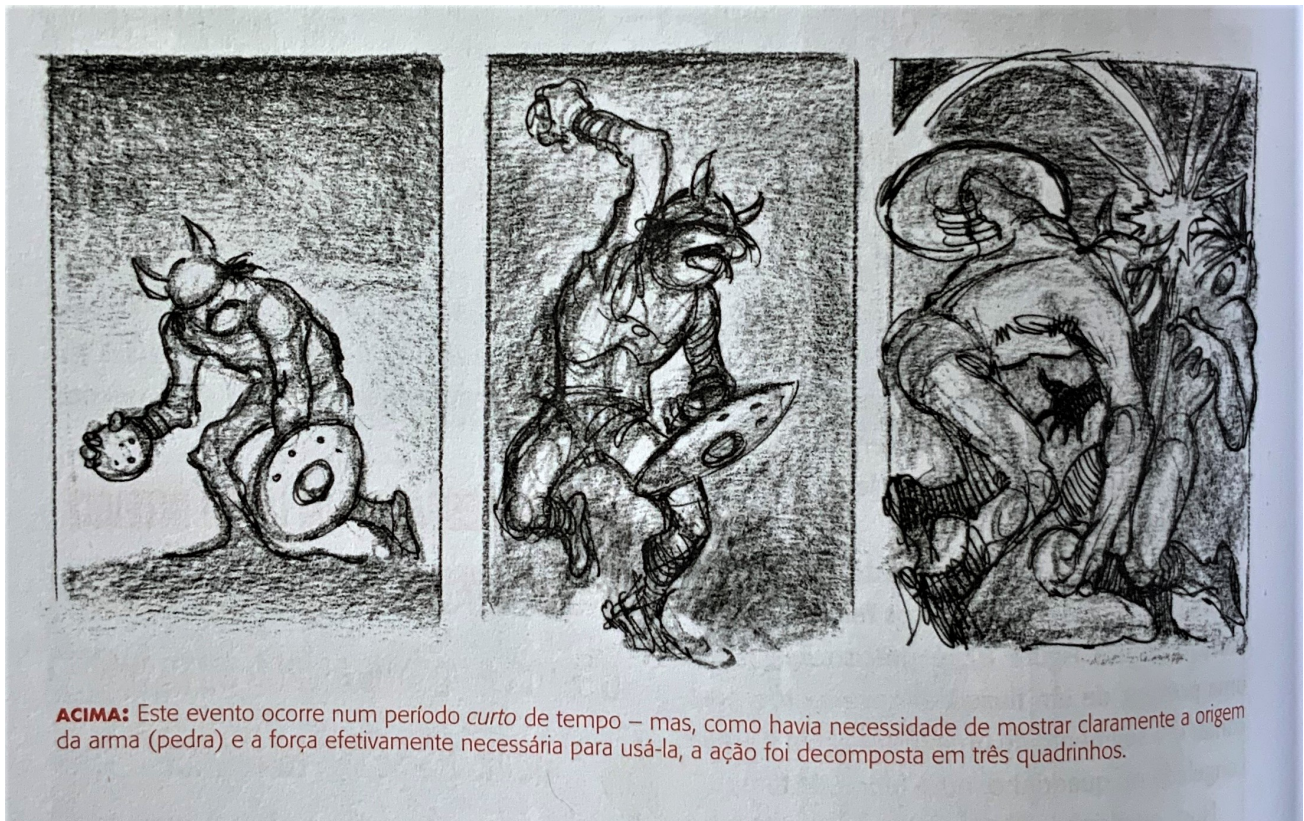 ACIMA: Este evento ocorre num período curto de tempo – mas, como havia necessidade de mostrar claramente a origem
da arma (pedra) e a força efetivamente necessária para usá-la, a ação foi decomposta em três quadrinhos.